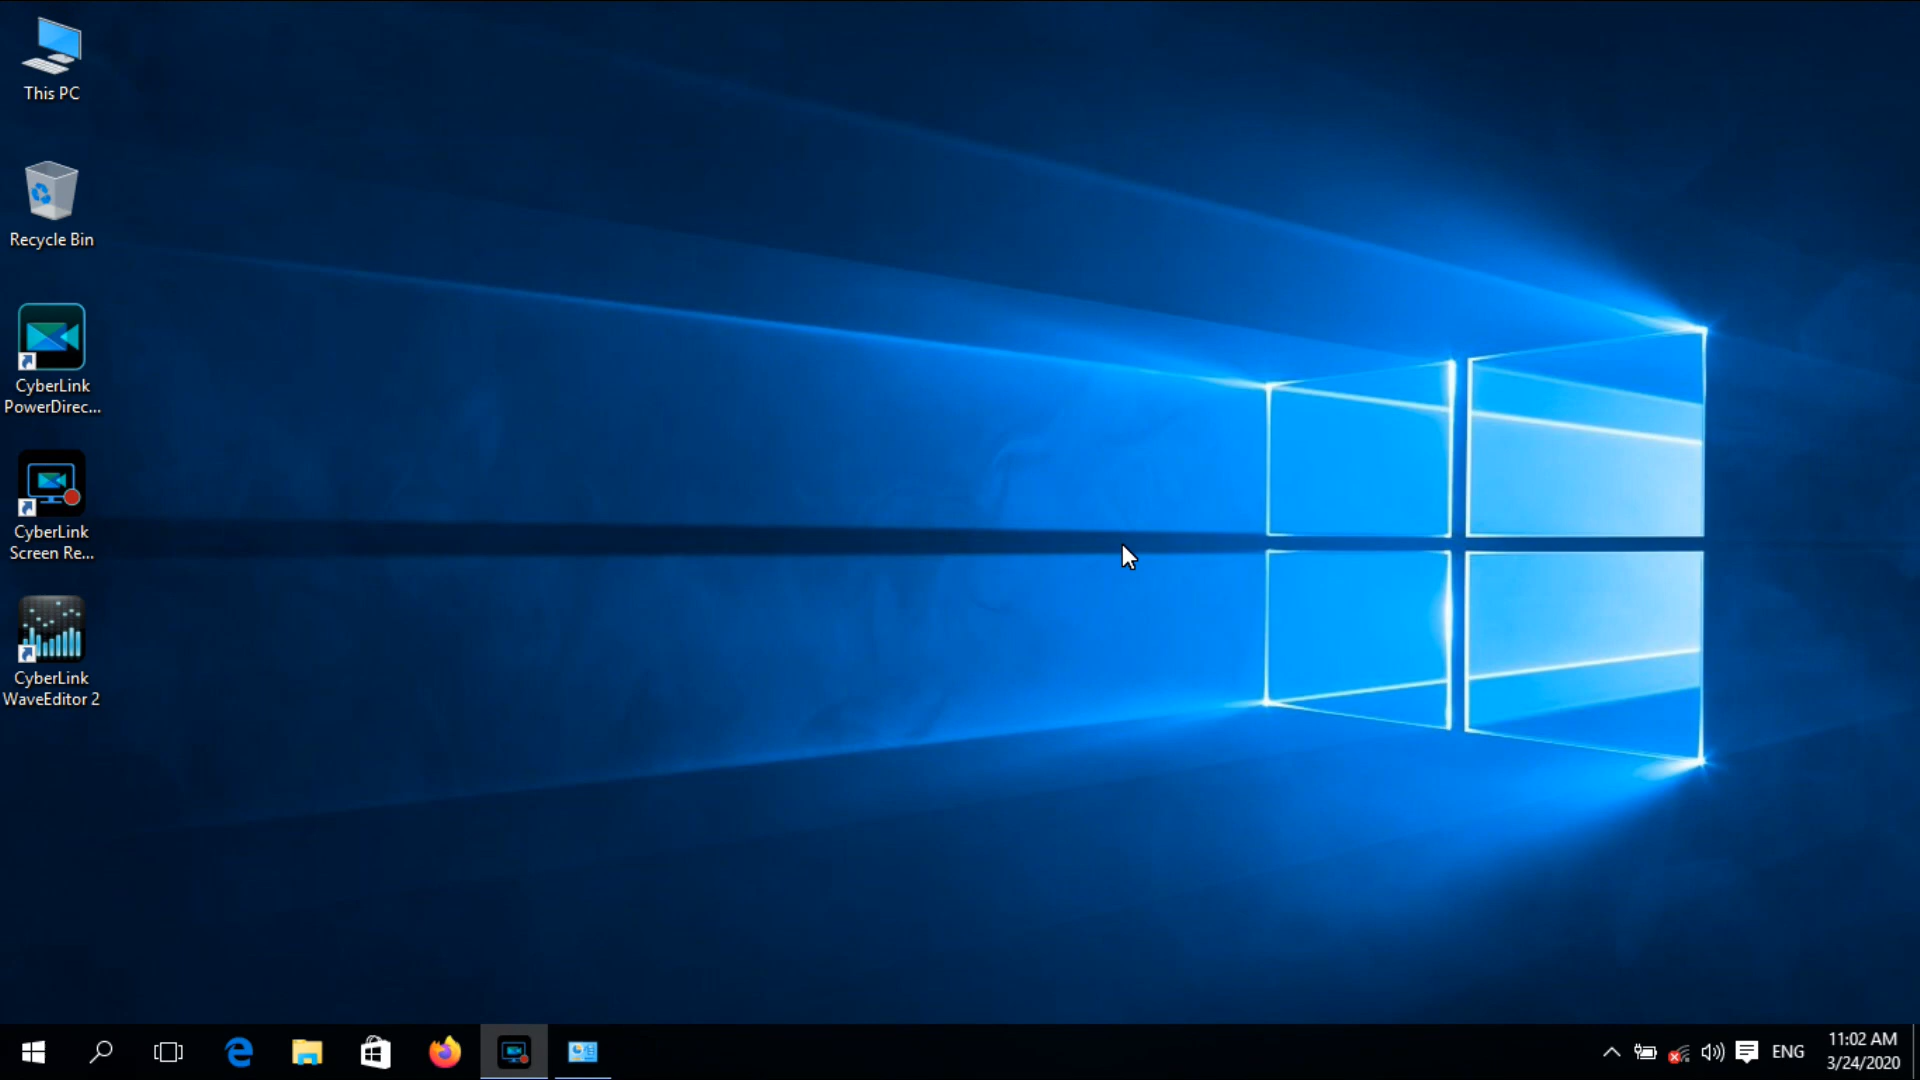 This PC
Recycle Bin
CyberLink
PowerDirec...
CyberLink
Screen Re...
CyberLink
WaveEditor 2
ENG
11:02 AM
3/24/2020